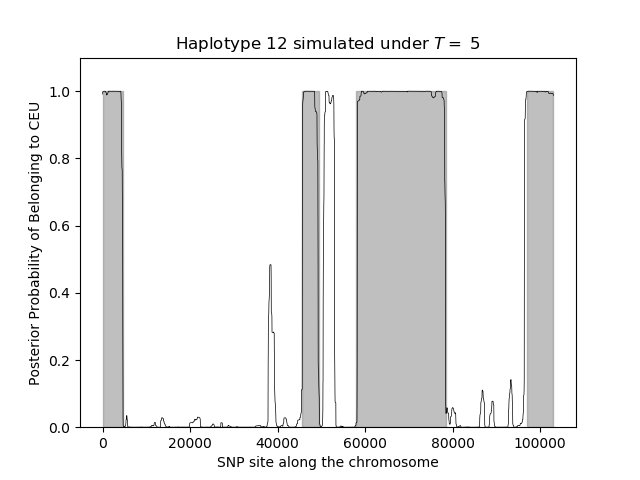 Haplotype 12 simulated under T = 5
Posterior Probability of Belonging to CEU
1.0
0.8
0.6
0.4
0.2
0.0
0 20000 40000 60000 80000 100000
SNP site along the chromosome